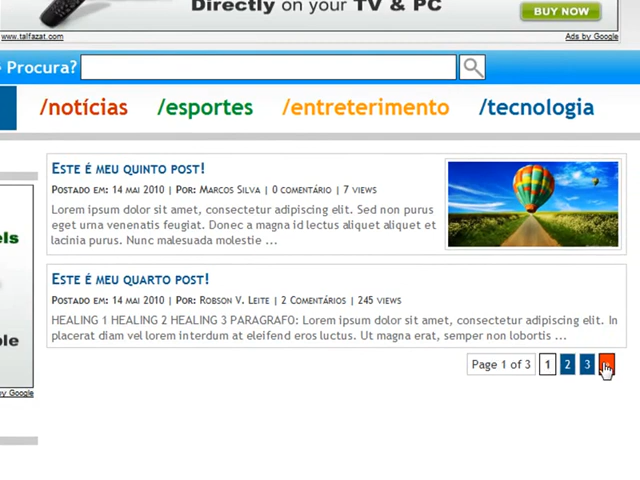 Directly on your TV & PC
BUY NOW
www.talfazat.com
Ads by Google
Procura?
/notícias /esportes /entreterimento /tecnologia
ESTE É MEU QUINTO POST!
POSTADO EM: 14 MAI 2010 | POR: MARCOS SILVA | 0 COMENTÁRIO | 7 VIEWS
Lorem ipsum dolor sit amet, consectetur adipiscing elit. Sed non purus
eget urna venenatis feugiat. Donec a magna id lectus aliquet aliquet et
lacinia purus. Nunc malesuada molestie ...
ESTE É MEU QUARTO POST!
POSTADO EM: 14 MAI 2010 | POR: ROBSON V. LEITE | 2 COMENTÁRIOS | 245 VIEWS
HEALING 1 HEALING 2 HEALING 3 PARAGRAFO: Lorem ipsum dolor sit amet, consectetur adipiscing elit. In
placerat diam vel lorem interdum at eleifend eros luctus. Ut magna erat, semper non lobortis ...
Page 1 of 3 1 2 3
by Google